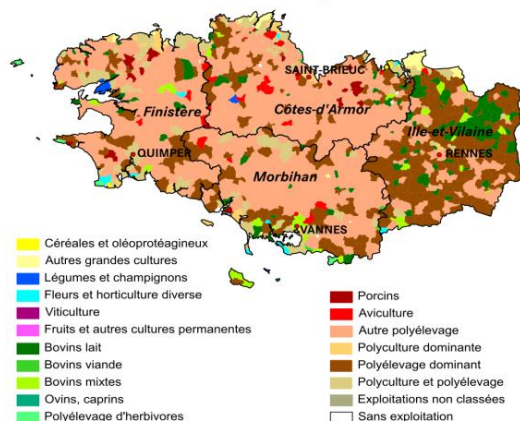 SAINT-BRIEUC
Finistère
Côtes-d'Armor
Ille-et-Vilaine
QUIMPER
RENNES
Morbihan
VANNES
Céréales et oléoprotéagineux
Autres grandes cultures
Légumes et champignons
Fleurs et horticulture diverse
Viticulture
Fruits et autres cultures permanentes
Bovins lait
Bovins viande
Bovins mixtes
Ovins, caprins
Polyélevage d'herbivores
Porcins
Aviculture
Autre polyélevage
Polyculture dominante
Polyélevage dominant
Polyculture et polyélevage
Exploitations non classées
Sans exploitation